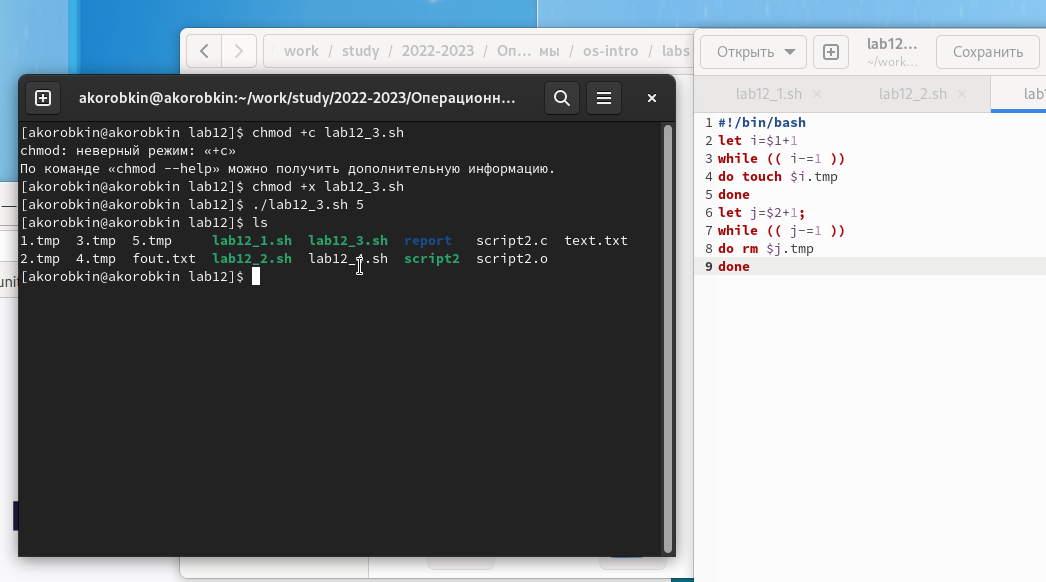 work / study / 2022-2023 / Оп… мы / os-intro / labs
Открыть
lab12…
~/work…
Сохранить
akorobkin@akorobkin:~/work/study/2022-2023/Операционн…
lab12_1.sh
lab12_2.sh
lab1
[akorobkin@akorobkin lab12]$ chmod +c lab12_3.sh
chmod: неверный режим: «+c»
По команде «chmod --help» можно получить дополнительную информацию.
[akorobkin@akorobkin lab12]$ chmod +x lab12_3.sh
[akorobkin@akorobkin lab12]$ ./lab12_3.sh 5
[akorobkin@akorobkin lab12]$ ls
1.tmp 3.tmp 5.tmp lab12_1.sh lab12_3.sh report script2.c text.txt
2.tmp 4.tmp fout.txt lab12_2.sh lab12_4.sh script2 script2.o
[akorobkin@akorobkin lab12]$
1 #!/bin/bash
2 let i=$1+1
3 while (( i-=1 ))
4 do touch $i.tmp
5 done
6 let j=$2+1;
7 while (( j-=1 ))
8 do rm $j.tmp
9 done